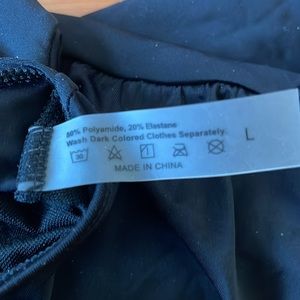 80% Polyamide, 20% Elastane
Wash Dark Colored Clothes Separately.
30
L
MADE IN CHINA